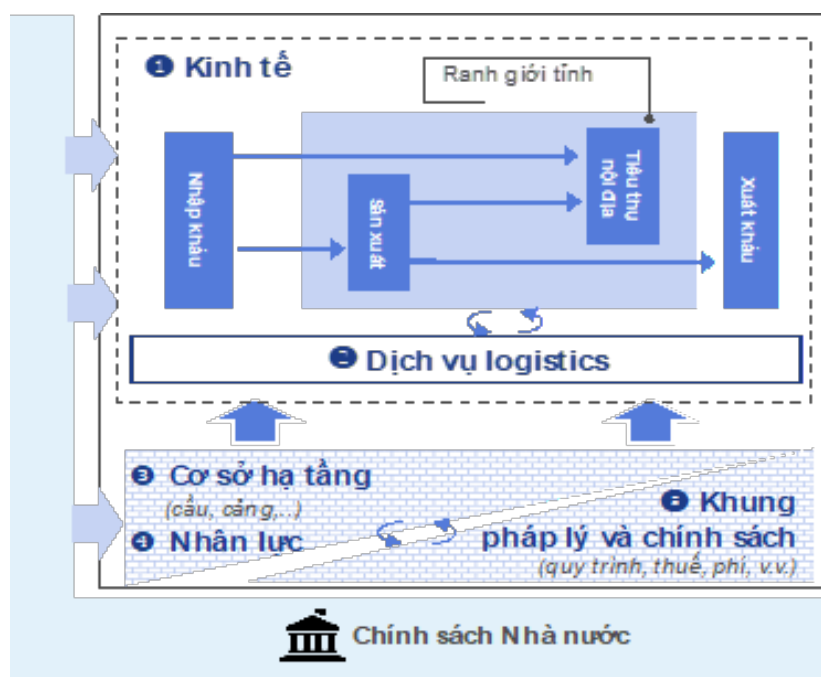 ❶ Kinh tế
Ranh giới tỉnh
Nhập khẩu
Sản xuất
Tiêu thụ
nội địa
Xuất khẩu
❷ Dịch vụ logistics
❸ Cơ sở hạ tầng
(cầu, cảng,..)
❹ Nhân lực
❺ Khung
pháp lý và chính sách
(quy trình, thuế, phí, v.v.)
Chính sách Nhà nước